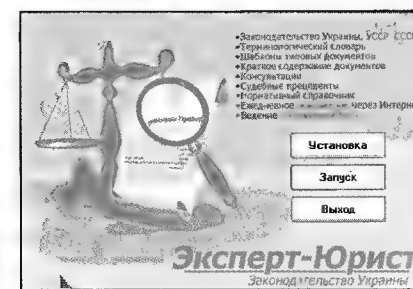 •Законодательство Украины, УССР СССР
•Терминологический словарь
•Шаблоны типовых документов
•Краткое содержание документов
•Консультации
•Судебные прецеденты
•Нормативный справочник
•Ежедневное через Интерн
•Ведение
Установка
Запуск
Выход
Эксперт-Юрист
Законодательство Украины